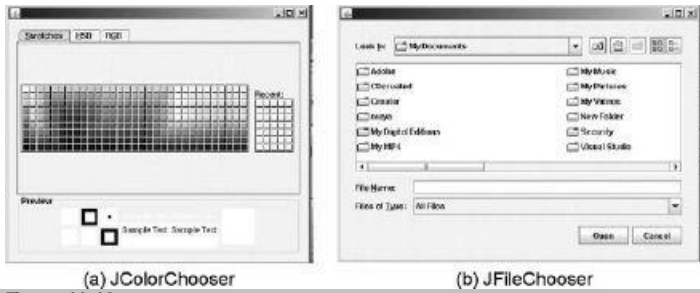 Swatches HSB RGB
Recent:
Preview
Sample Text Sample Text
(a) JColorChooser
Look In: My Documents
Adobe
My Music
My Pictures
Creator
My Videos
New Folder
My Digital Editions
Security
My MP4
Visual Studio
File Name:
Files of Type: All Files
Open Cancel
(b) JFileChooser